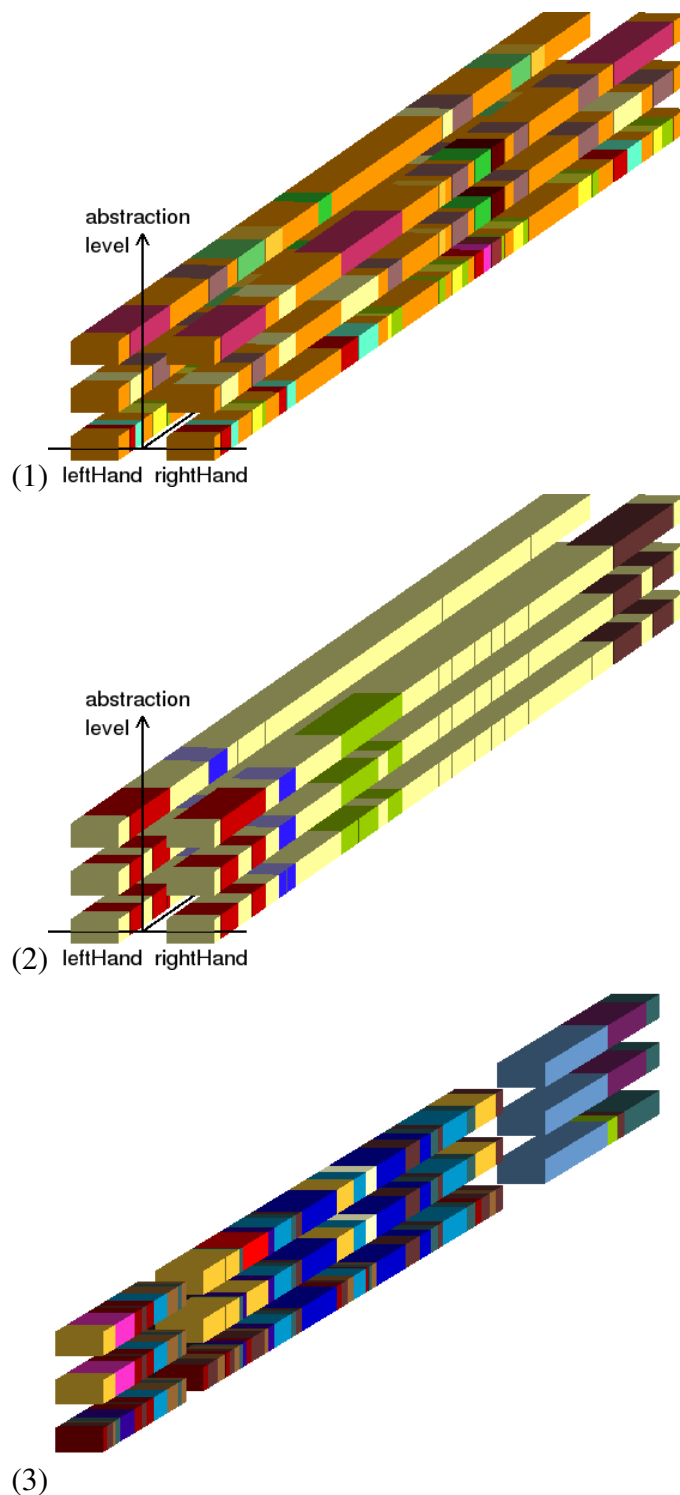 abstraction
level
(1) leftHand rightHand
abstraction
level
(2) leftHand rightHand
(3)